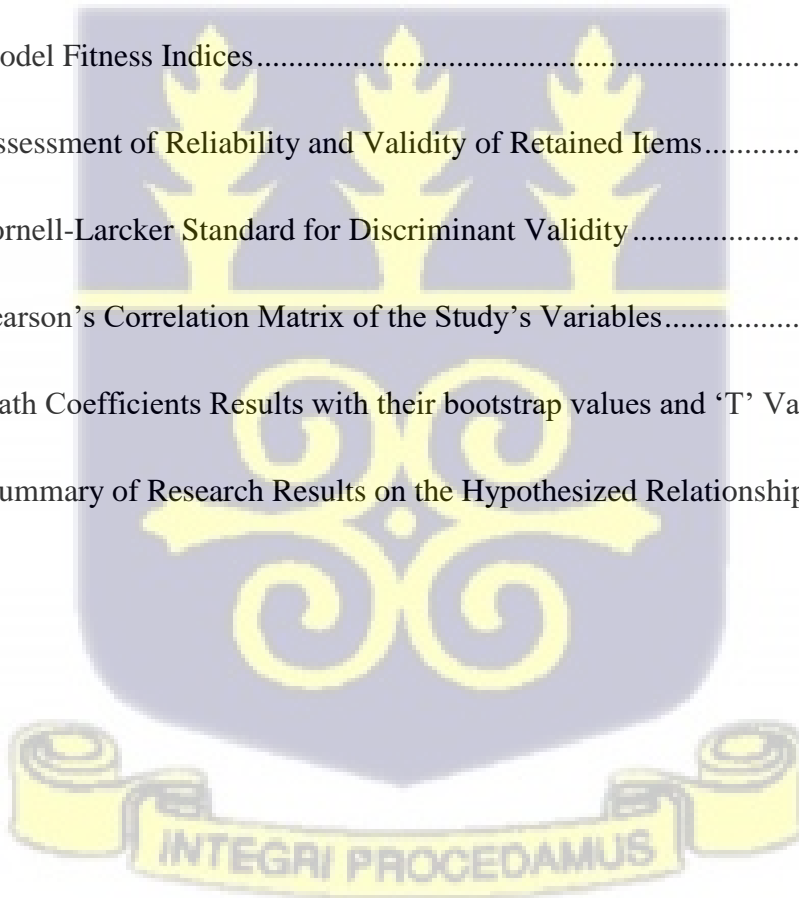 odel Fitness Indices
ssessment of Reliability and Validity of Retained Items
ornell-Larcker Standard for Discriminant Validity
earson’s Correlation Matrix of the Study’s Variables
ath Coefficients Results with their bootstrap values and ‘T’ Va
ummary of Research Results on the Hypothesized Relationship
INTEGRI PROCEDAMUS